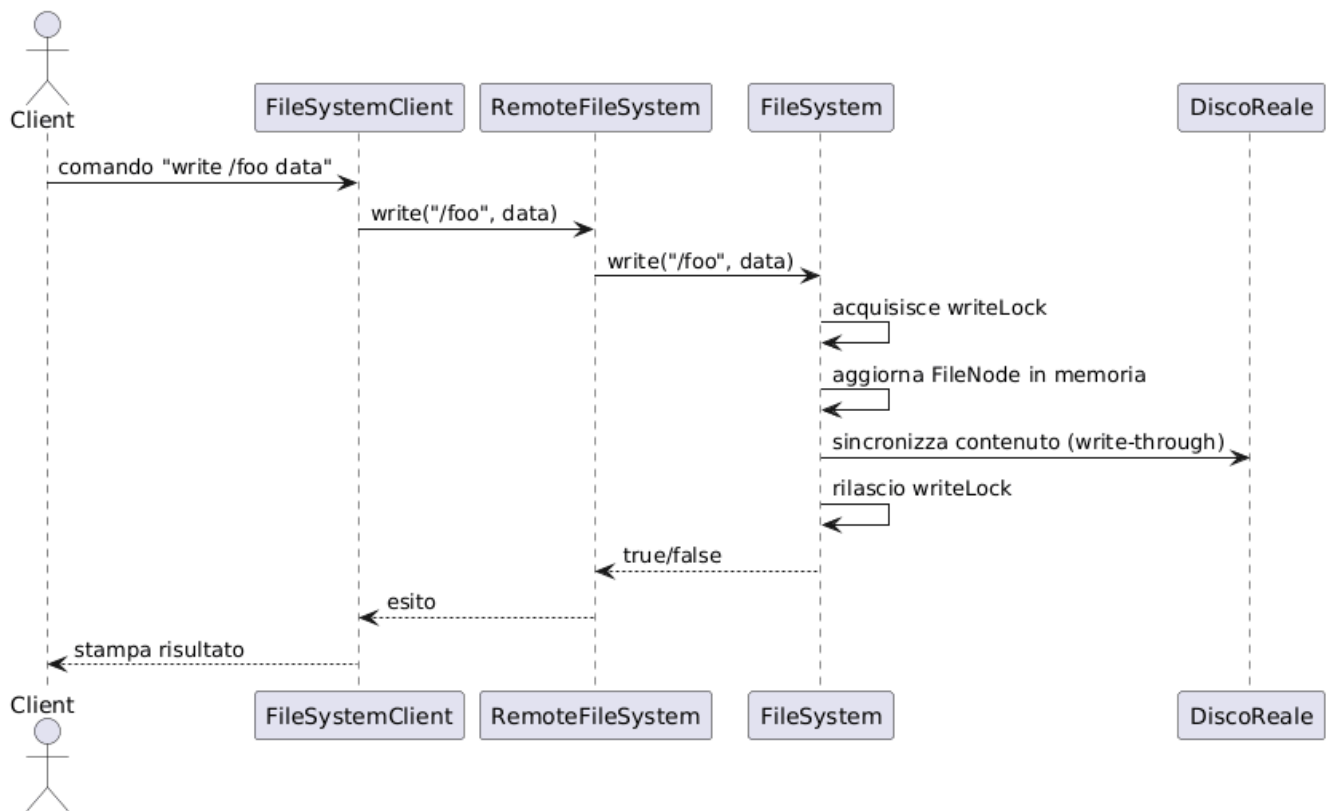 Client
FileSystemClient
RemoteFileSystem
FileSystem
DiscoReale
comando "write /foo data"
write("/foo", data)
write("/foo", data)
acquisisce writeLock
aggiorna FileNode in memoria
sincronizza contenuto (write-through)
rilascio writeLock
true/false
esito
stampa risultato
Client
FileSystemClient
RemoteFileSystem
FileSystem
DiscoReale